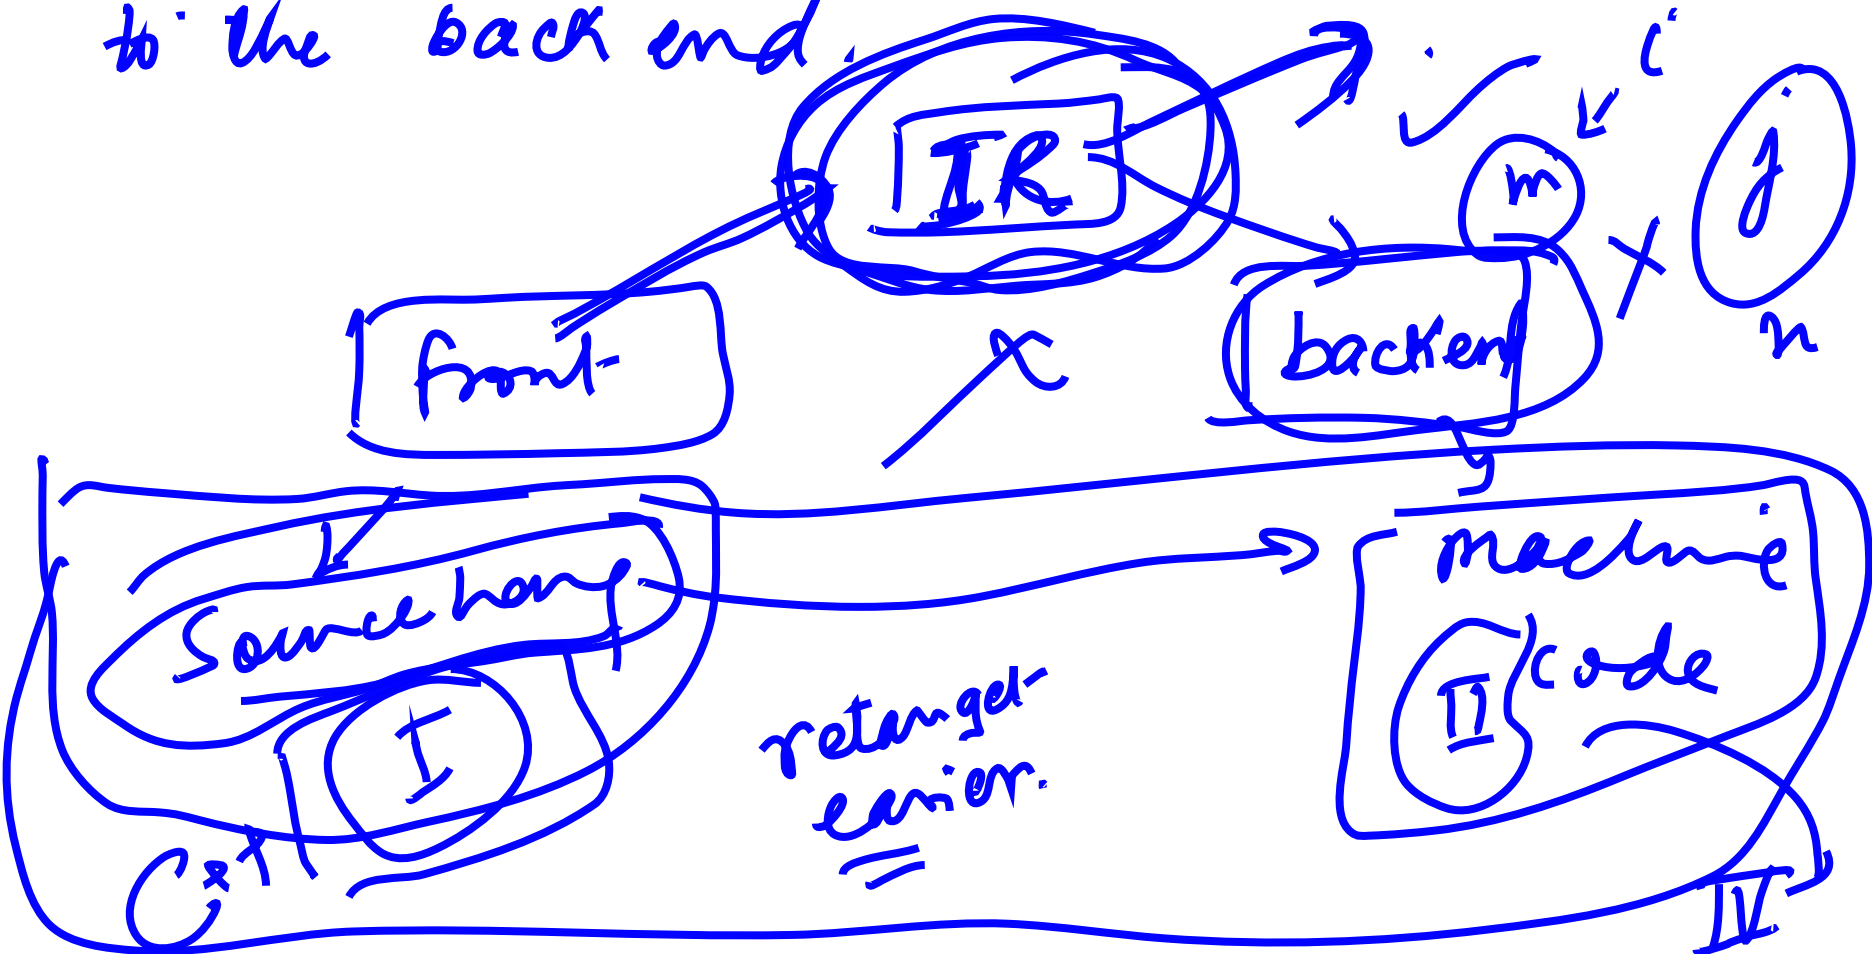 to the back end.
i
IR
m
j
n
front
backend
Source lang
Machine
code
I
II
retarget
easier.
IV